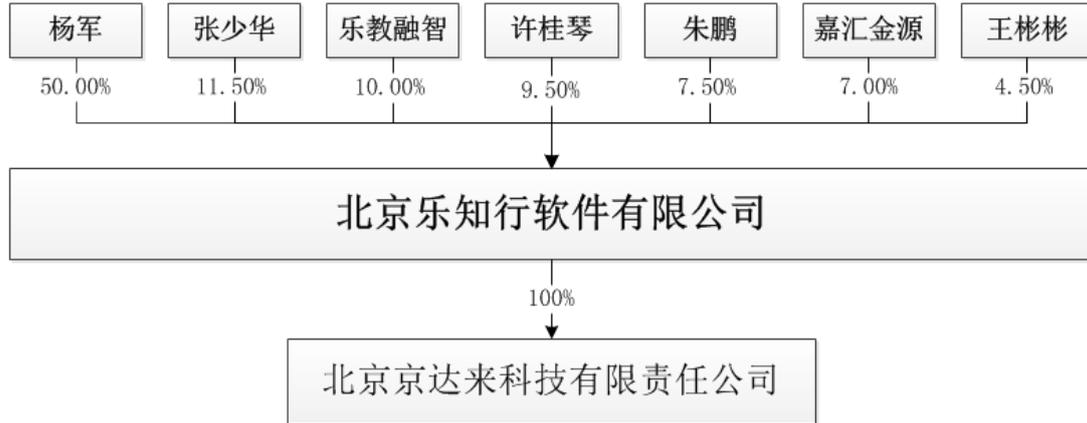 杨军 张少华 乐教融智 许桂琴 朱鹏 嘉汇金源 王彬彬
50.00% 11.50% 10.00% 9.50% 7.50% 7.00% 4.50%
北京乐知行软件有限公司
100%
北京京达来科技有限责任公司